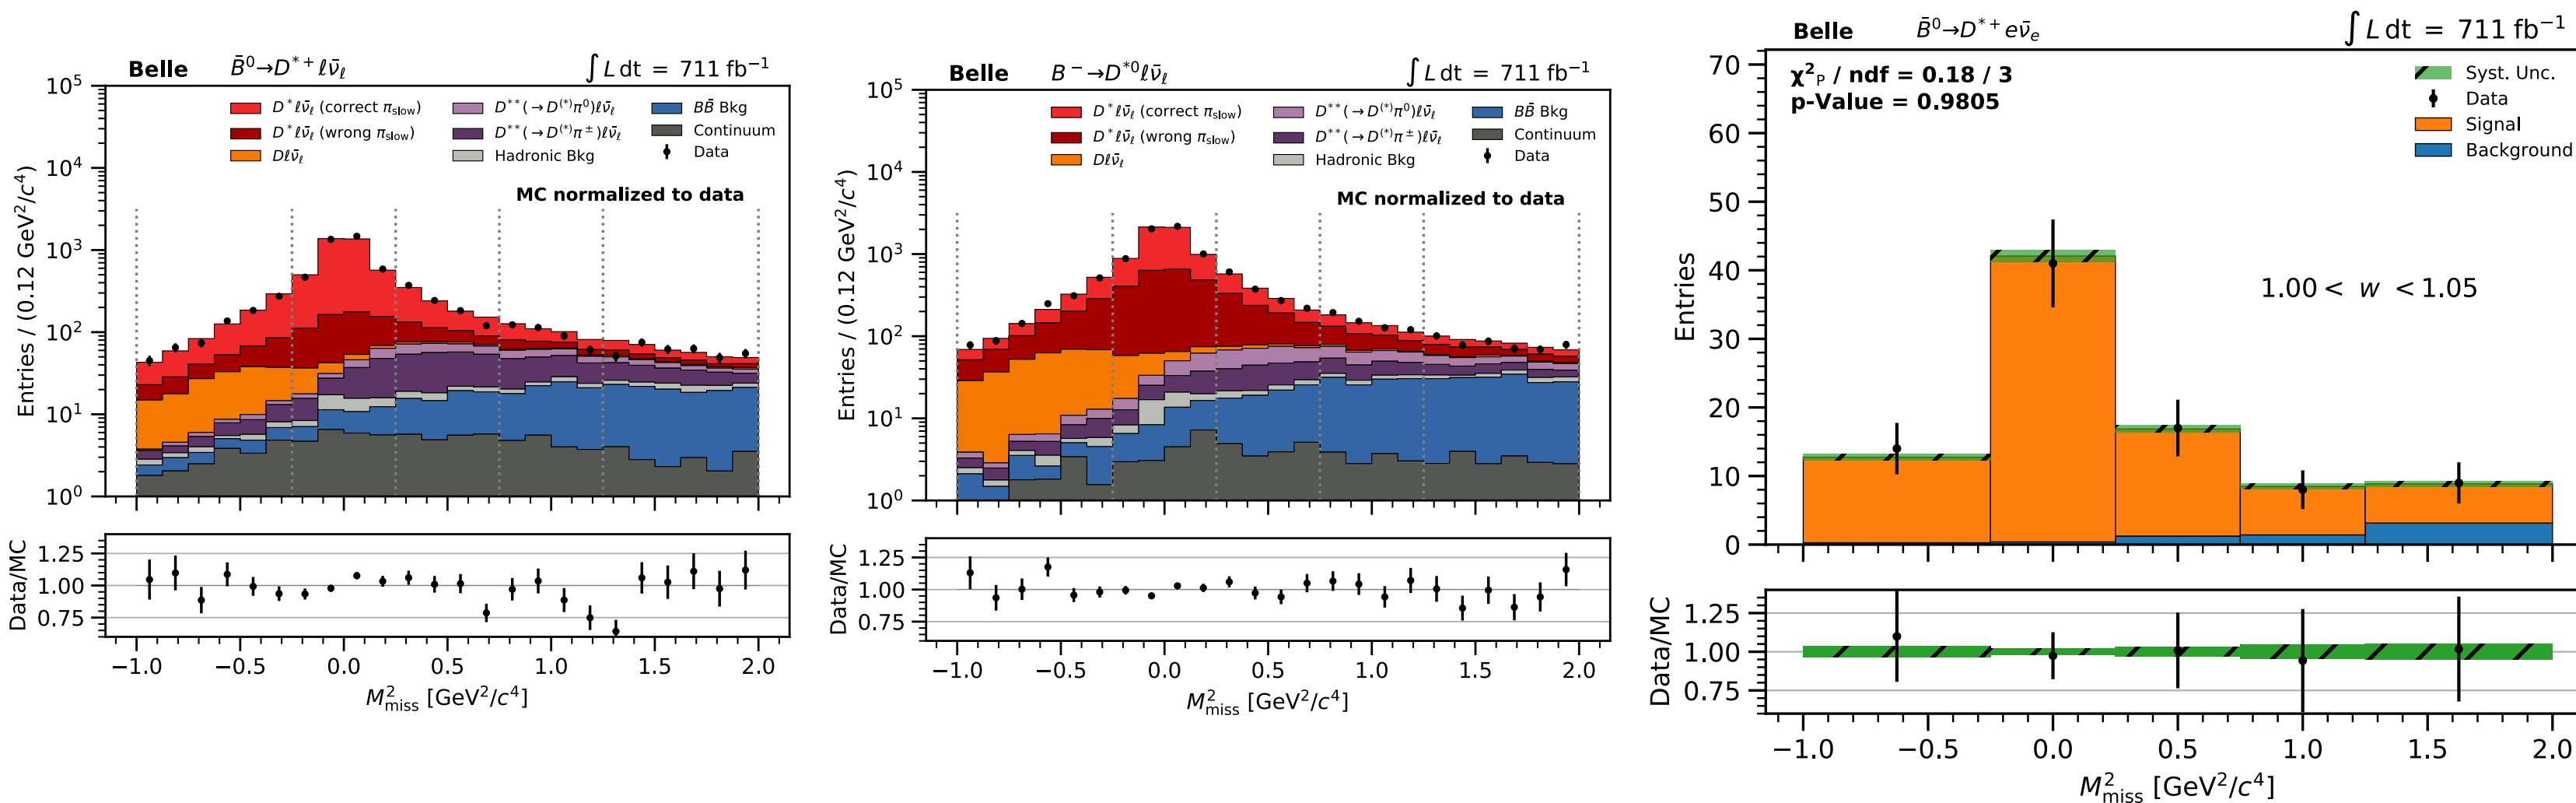 Belle B̄⁰→D*⁺ℓν̄ℓ ∫L dt = 711 fb⁻¹
D*ℓν̄ℓ (correct πslow)
D*ℓν̄ℓ (wrong πslow)
Dℓν̄ℓ
D**(→D(*)π⁰)ℓν̄ℓ
D**(→D(*)π±)ℓν̄ℓ
Hadronic Bkg
BB̄ Bkg
Continuum
Data
MC normalized to data
Entries / (0.12 GeV²/c⁴)
10⁵
10⁴
10³
10²
10¹
10⁰
Data/MC
1.25
1.00
0.75
−1.0 −0.5 0.0 0.5 1.0 1.5 2.0
M²miss [GeV²/c⁴]
Belle B⁻→D*⁰ℓν̄ℓ ∫L dt = 711 fb⁻¹
D*ℓν̄ℓ (correct πslow)
D*ℓν̄ℓ (wrong πslow)
Dℓν̄ℓ
D**(→D(*)π⁰)ℓν̄ℓ
D**(→D(*)π±)ℓν̄ℓ
Hadronic Bkg
BB̄ Bkg
Continuum
Data
MC normalized to data
Entries / (0.12 GeV²/c⁴)
10⁵
10⁴
10³
10²
10¹
10⁰
Data/MC
1.25
1.00
0.75
−1.0 −0.5 0.0 0.5 1.0 1.5 2.0
M²miss [GeV²/c⁴]
Belle B̄⁰→D*⁺eν̄e ∫L dt = 711 fb⁻¹
χ²P / ndf = 0.18 / 3
p-Value = 0.9805
Syst. Unc.
Data
Signal
Background
1.00 < w < 1.05
Entries
70
60
50
40
30
20
10
0
Data/MC
1.25
1.00
0.75
−1.0 −0.5 0.0 0.5 1.0 1.5 2.0
M²miss [GeV²/c⁴]